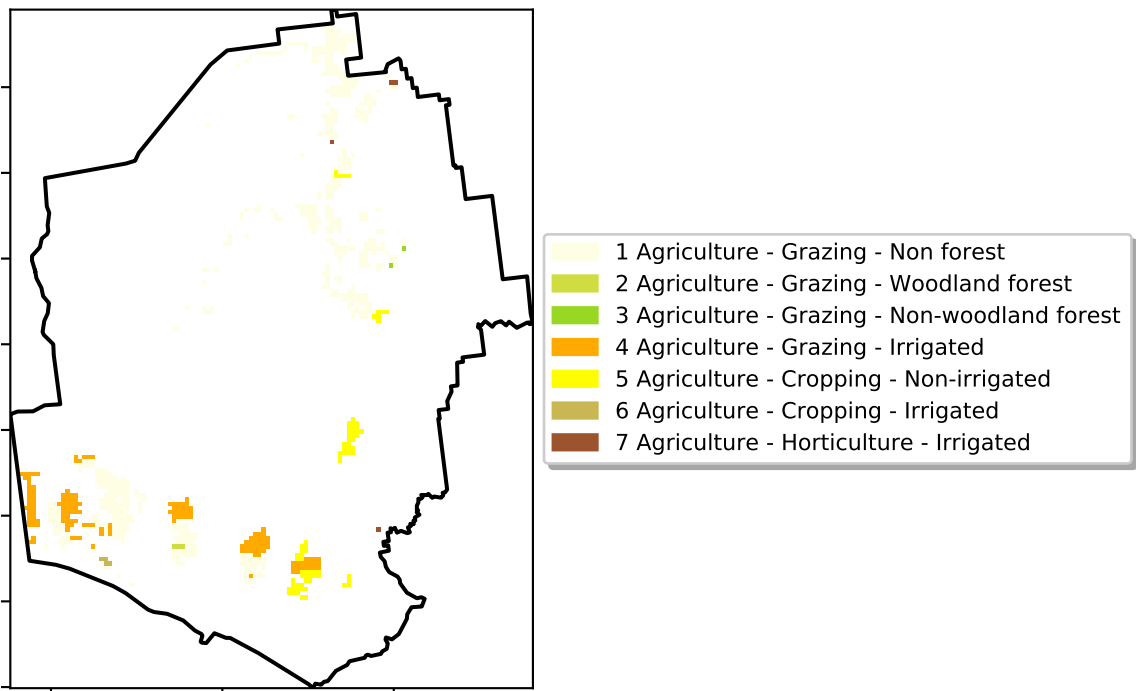 1 Agriculture - Grazing - Non forest
2 Agriculture - Grazing - Woodland forest
3 Agriculture - Grazing - Non-woodland forest
4 Agriculture - Grazing - Irrigated
5 Agriculture - Cropping - Non-irrigated
6 Agriculture - Cropping - Irrigated
7 Agriculture - Horticulture - Irrigated